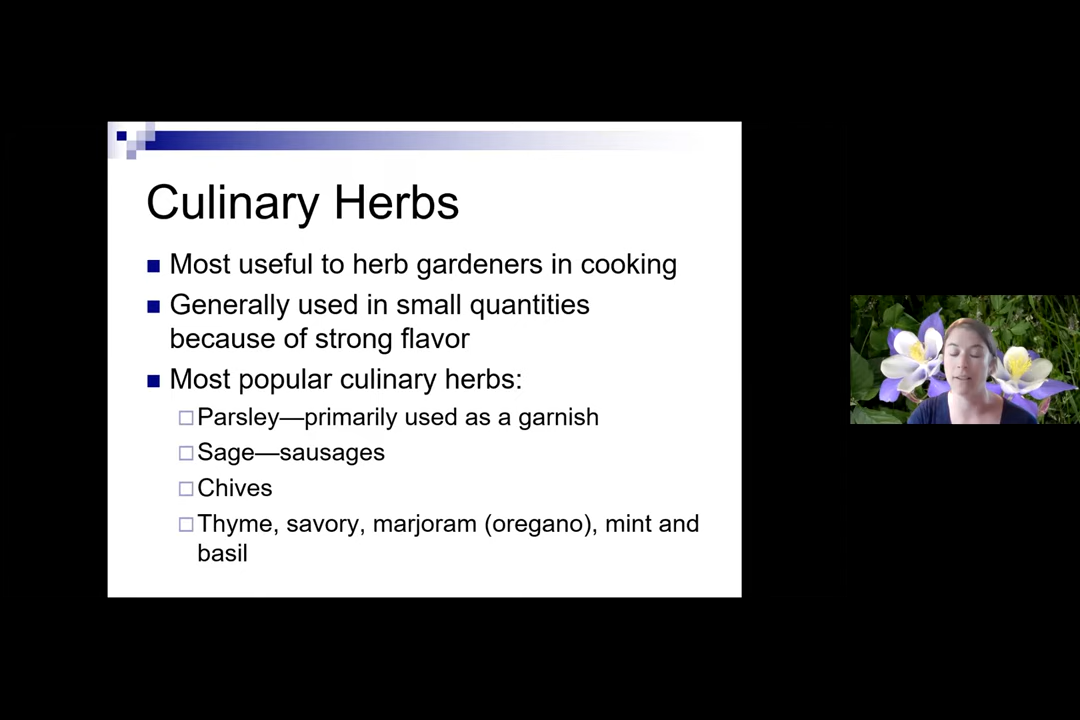 Culinary Herbs
Most useful to herb gardeners in cooking
Generally used in small quantities
because of strong flavor
Most popular culinary herbs:
Parsley—primarily used as a garnish
Sage—sausages
Chives
Thyme, savory, marjoram (oregano), mint and
basil